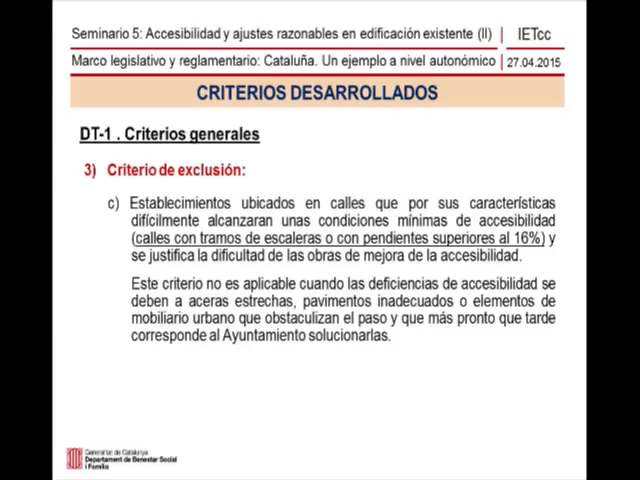 Seminario 5: Accesibilidad y ajustes razonables en edificación existente (II) | IETcc
Marco legislativo y reglamentario: Cataluña. Un ejemplo a nivel autonómico | 27.04.2015
CRITERIOS DESARROLLADOS
DT-1 . Criterios generales
3) Criterio de exclusión:
c) Establecimientos ubicados en calles que por sus características
difícilmente alcanzaran unas condiciones mínimas de accesibilidad
(calles con tramos de escaleras o con pendientes superiores al 16%) y
se justifica la dificultad de las obras de mejora de la accesibilidad.
Este criterio no es aplicable cuando las deficiencias de accesibilidad se
deben a aceras estrechas, pavimentos inadecuados o elementos de
mobiliario urbano que obstaculizan el paso y que más pronto que tarde
corresponde al Ayuntamiento solucionarlas.
Generalitat de Catalunya
Departament de Benestar Social
i Família